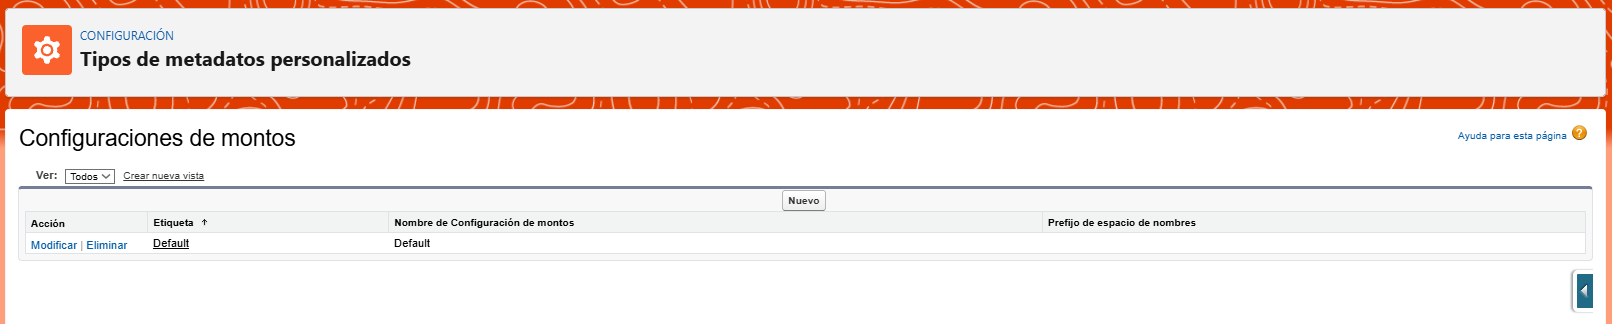 CONFIGURACIÓN
Tipos de metadatos personalizados
Configuraciones de montos
Ayuda para esta página ?
Ver: Todos Crear nueva vista
Nuevo
Acción Etiqueta ↑ Nombre de Configuración de montos Prefijo de espacio de nombres
Modificar | Eliminar Default Default